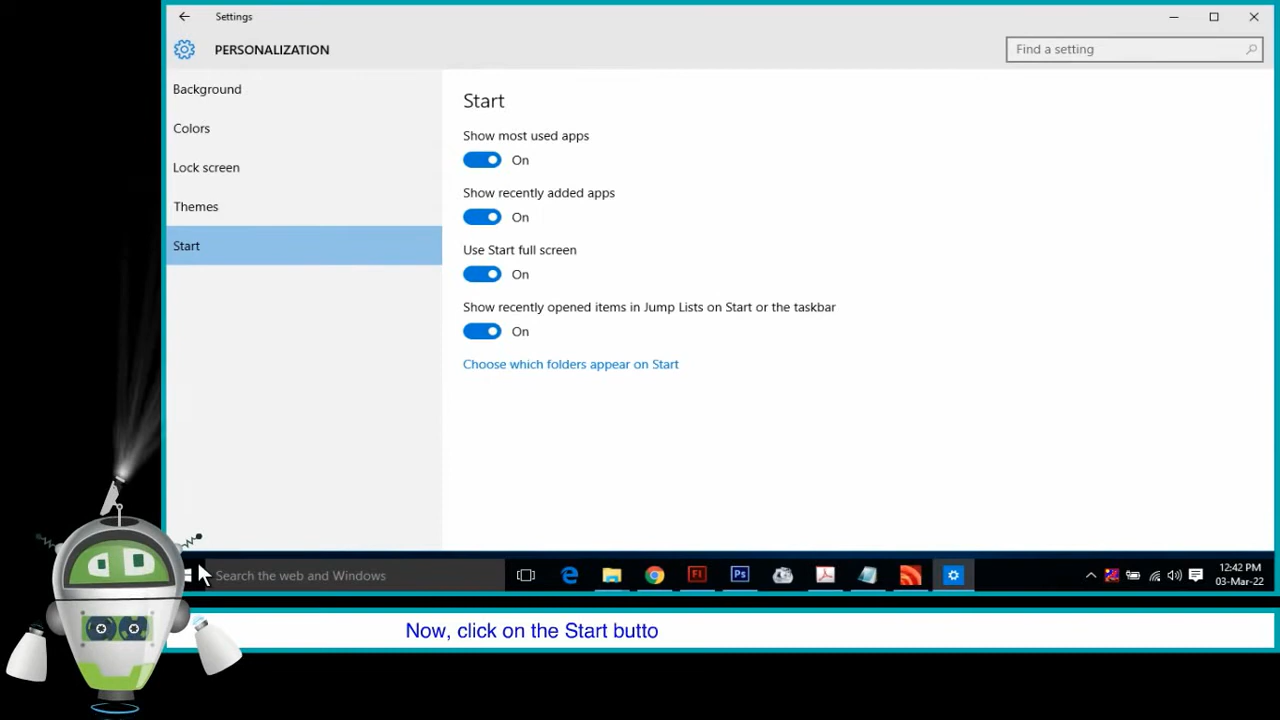 Settings
PERSONALIZATION
Find a setting
Background
Colors
Lock screen
Themes
Start
Start
Show most used apps
On
Show recently added apps
On
Use Start full screen
On
Show recently opened items in Jump Lists on Start or the taskbar
On
Choose which folders appear on Start
Search the web and Windows
Fl
Ps
12:42 PM
03-Mar-22
Now, click on the Start butto